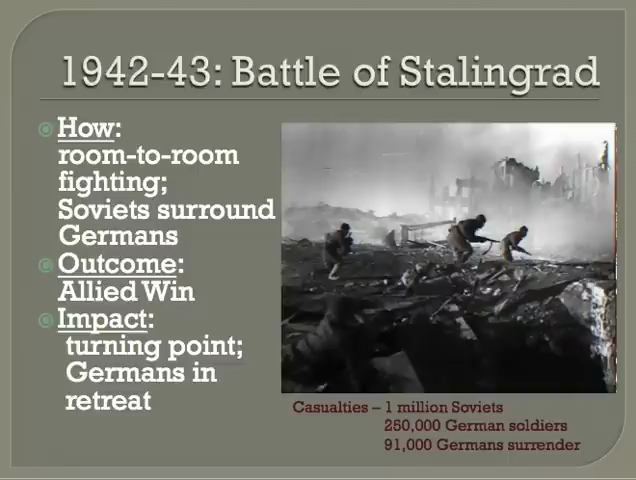 1942-43: Battle of Stalingrad
How:
room-to-room
fighting;
Soviets surround
Germans
Outcome:
Allied Win
Impact:
turning point;
Germans in
retreat
Casualties – 1 million Soviets
250,000 German soldiers
91,000 Germans surrender